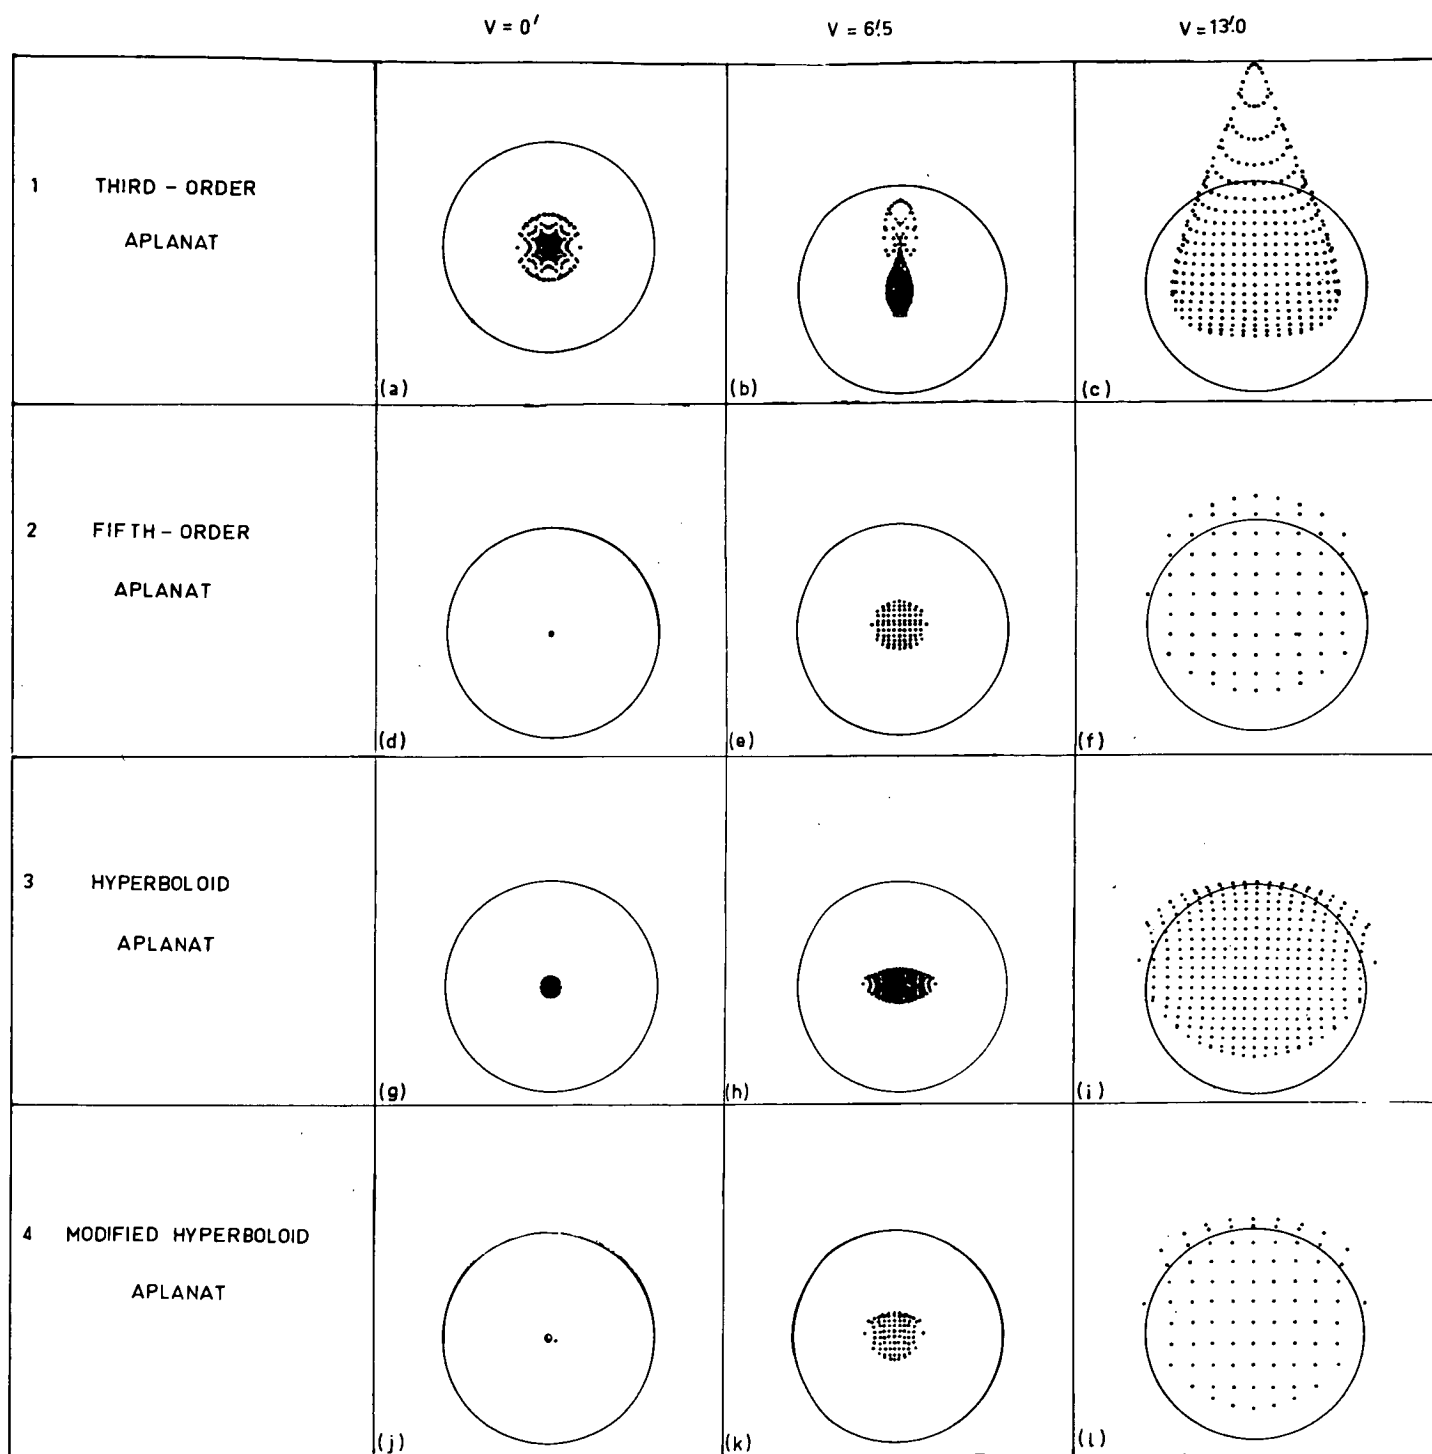 V = 0′ V = 6′.5 V = 13′.0
1 THIRD - ORDER
APLANAT
(a) (b) (c)
2 FIFTH - ORDER
APLANAT
(d) (e) (f)
3 HYPERBOLOID
APLANAT
(g) (h) (i)
4 MODIFIED HYPERBOLOID
APLANAT
(j) (k) (l)